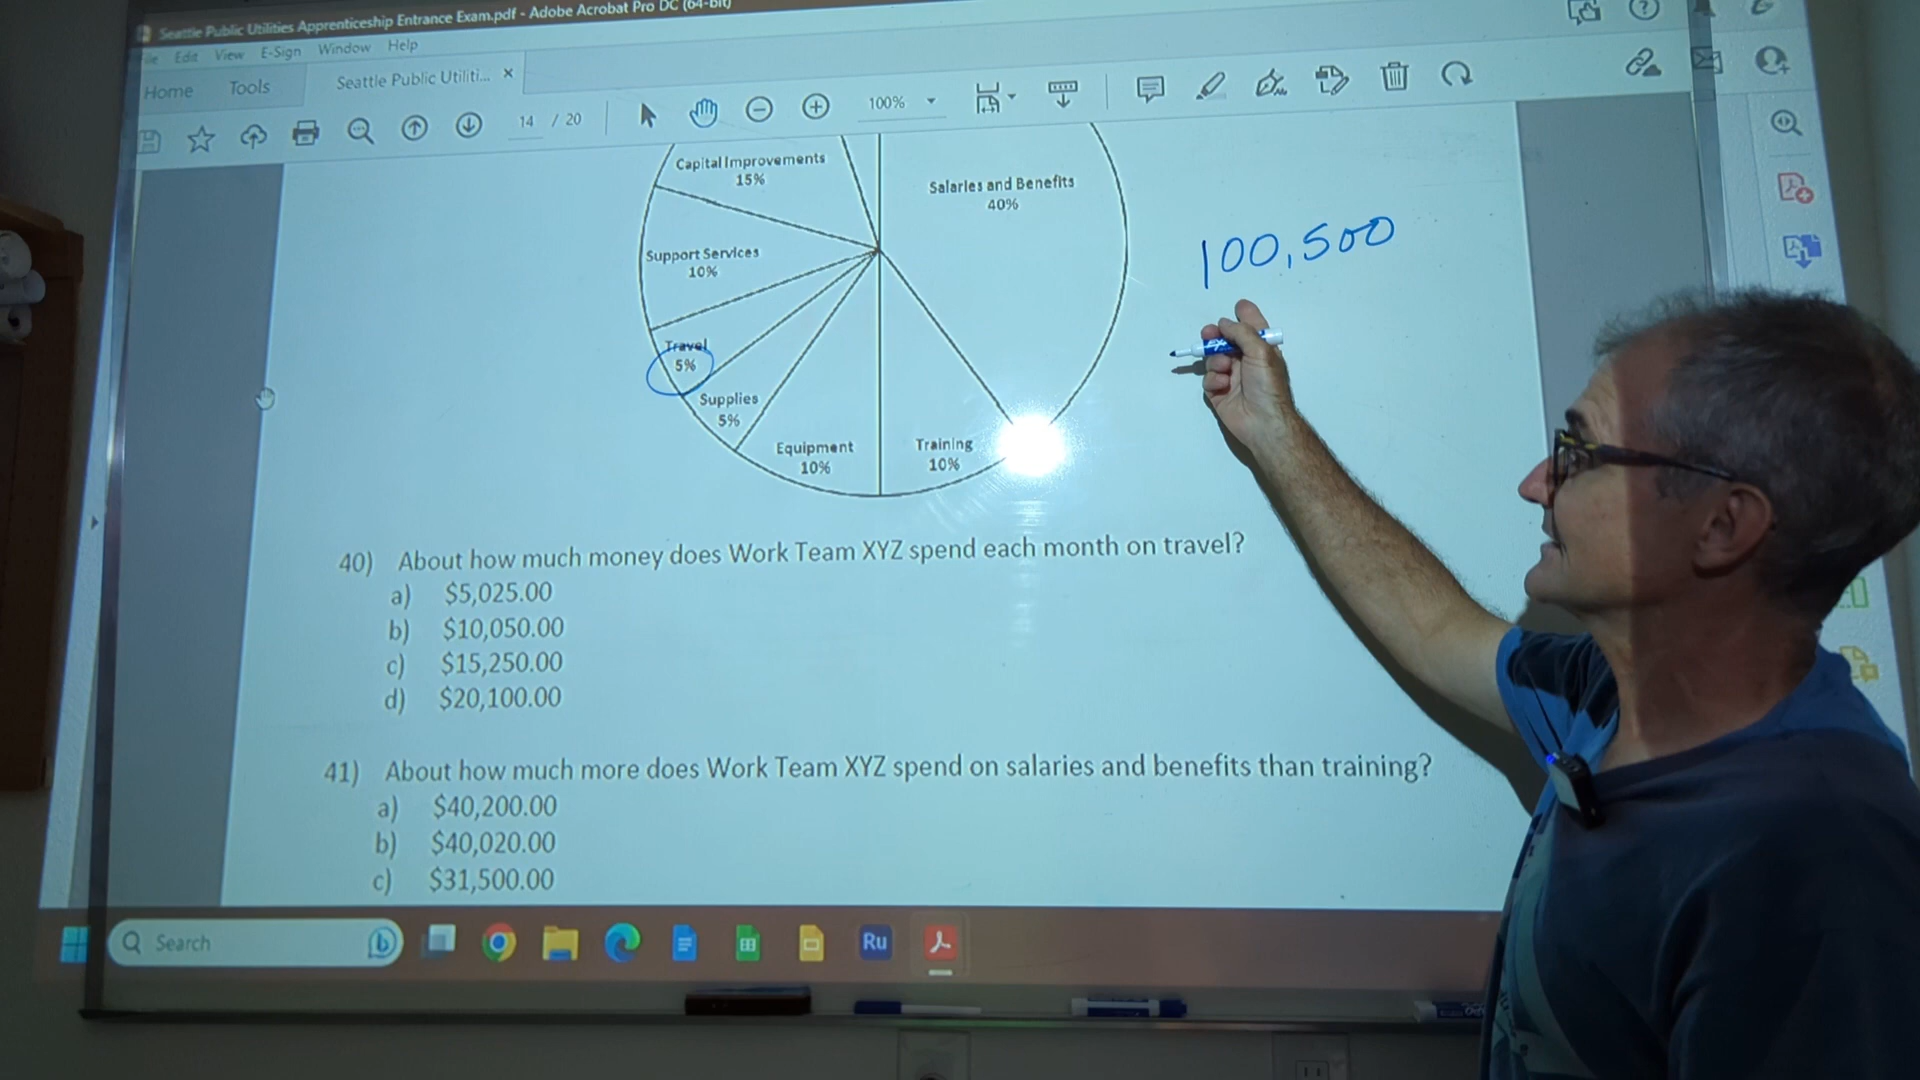 Seattle Public Utilities Apprenticeship Entrance Exam.pdf - Adobe Acrobat Pro DC (64-bit)
Edit View E-Sign Window Help
Home Tools Seattle Public Utiliti... ×
14 / 20 100%
Capital Improvements
15%
Salaries and Benefits
40%
100,500
Support Services
10%
Travel
5%
Supplies
5%
Equipment
10%
Training
10%
40) About how much money does Work Team XYZ spend each month on travel?
a) $5,025.00
b) $10,050.00
c) $15,250.00
d) $20,100.00
41) About how much more does Work Team XYZ spend on salaries and benefits than training?
a) $40,200.00
b) $40,020.00
c) $31,500.00
Search
Ru